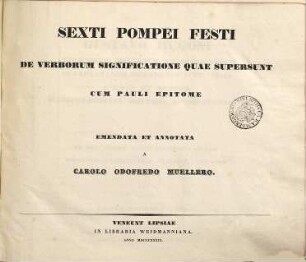 SEXTI POMPEI FESTI
DE VERBORUM SIGNIFICATIONE QUAE SUPERSUNT
CUM PAULI EPITOME
EMENDATA ET ANNOTATA
A
CAROLO ODOFREDO MUELLERO.
VENEUNT LIPSIAE
IN LIBRARIA WEIDMANNIANA.
ANNO